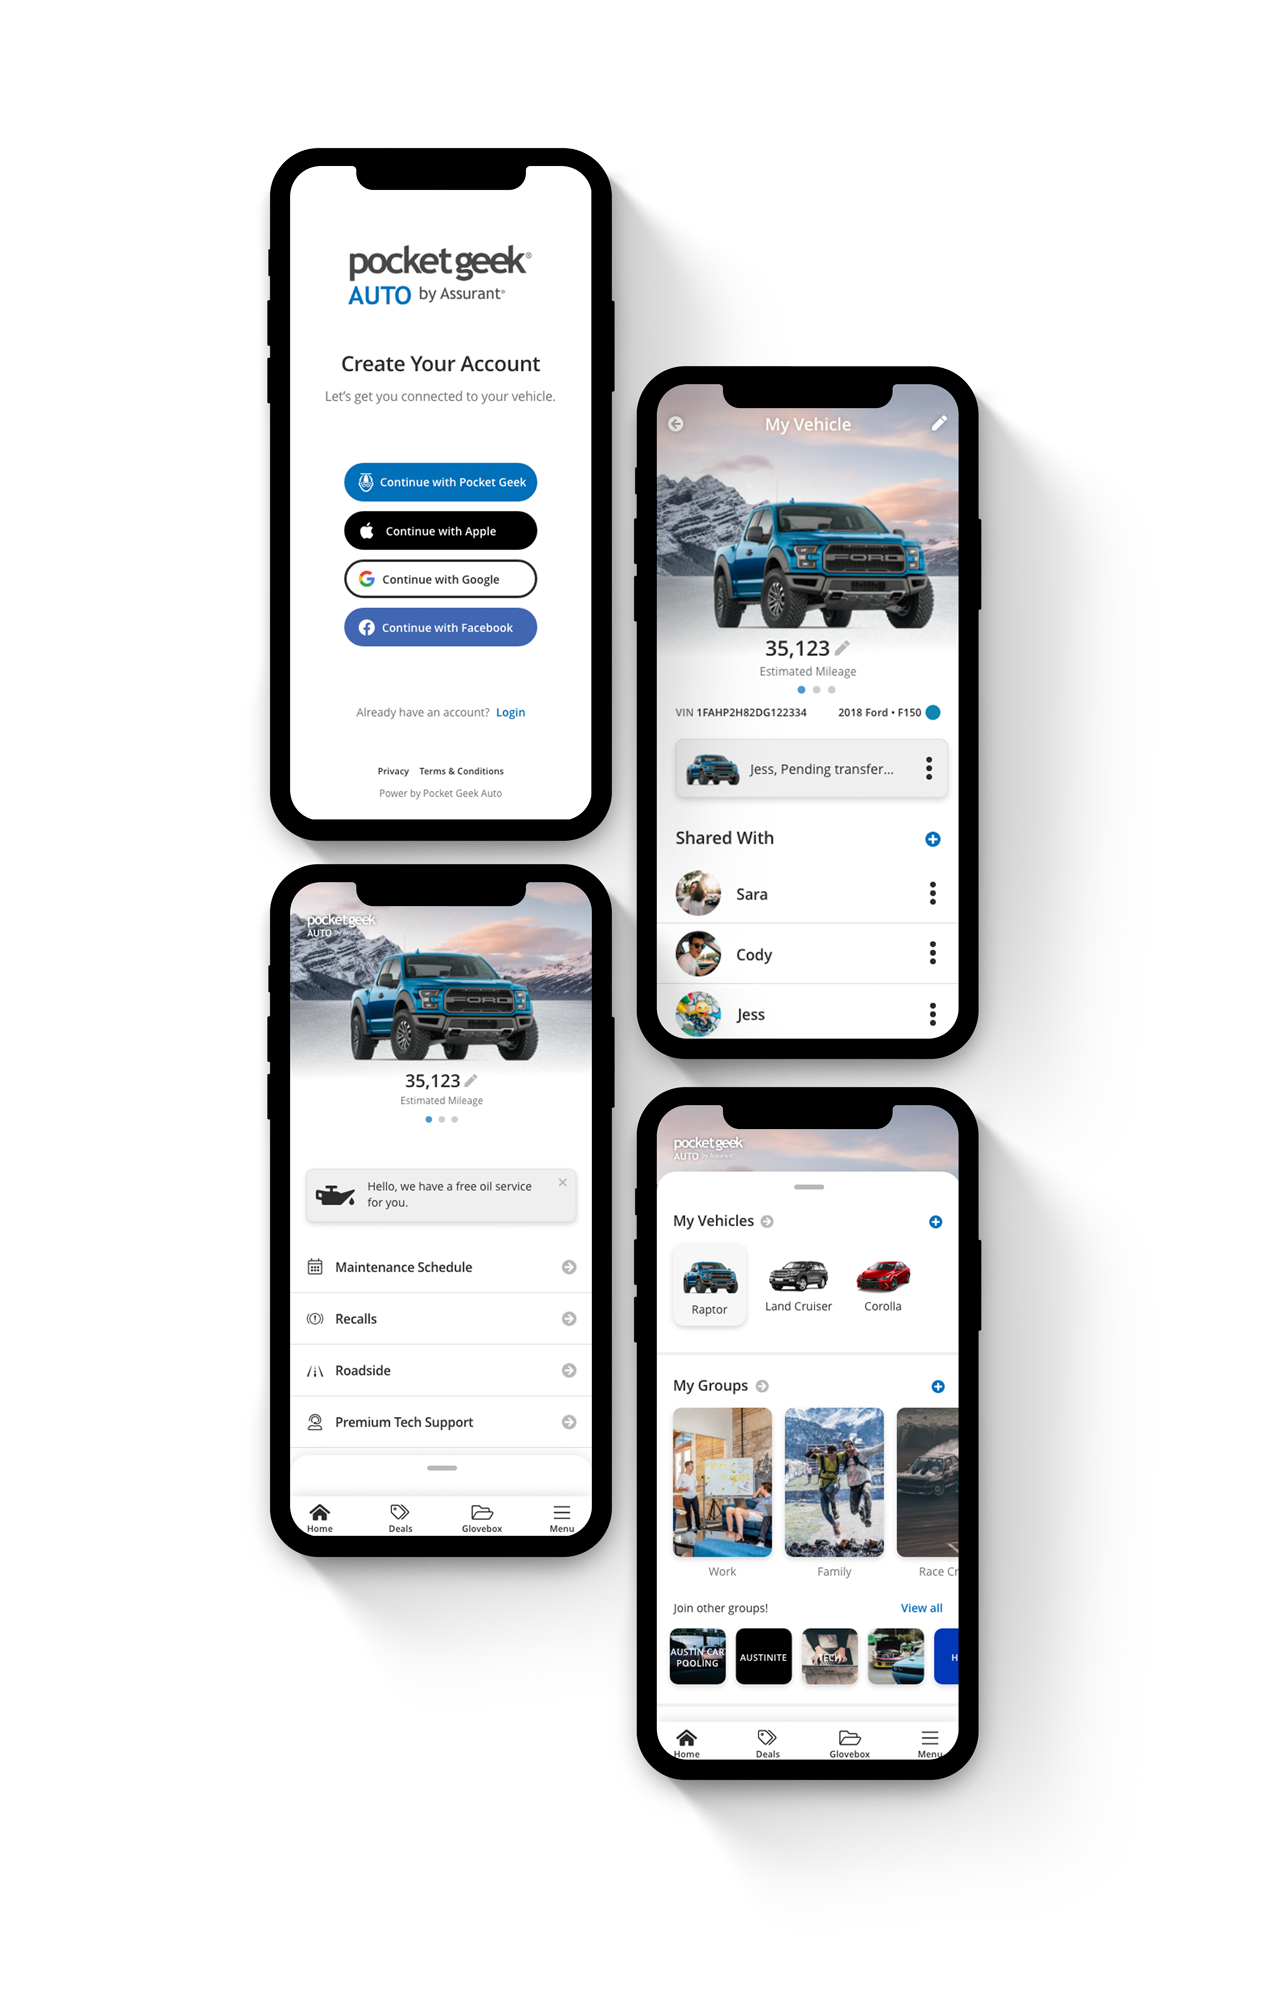 pocket geek®
AUTO by Assurant®
Create Your Account
Let's get you connected to your vehicle.
Continue with Pocket Geek
Continue with Apple
Continue with Google
Continue with Facebook
Already have an account? Login
Privacy Terms & Conditions
Power by Pocket Geek Auto
My Vehicle
FORD
35,123
Estimated Mileage
VIN 1FAHP2H82DG122334 2018 Ford • F150
Jess, Pending transfer...
Shared With
Sara
Cody
Jess
pocket geek
AUTO by Assurant
FORD
35,123
Estimated Mileage
Hello, we have a free oil service
for you.
Maintenance Schedule
Recalls
Roadside
Premium Tech Support
Home Deals Glovebox Menu
pocket geek
AUTO by Assurant
My Vehicles
Raptor Land Cruiser Corolla
My Groups
Work Family Race Cr
Join other groups! View all
AUSTIN CAR
POOLING
AUSTINITE
TECH
H
Home Deals Glovebox Menu